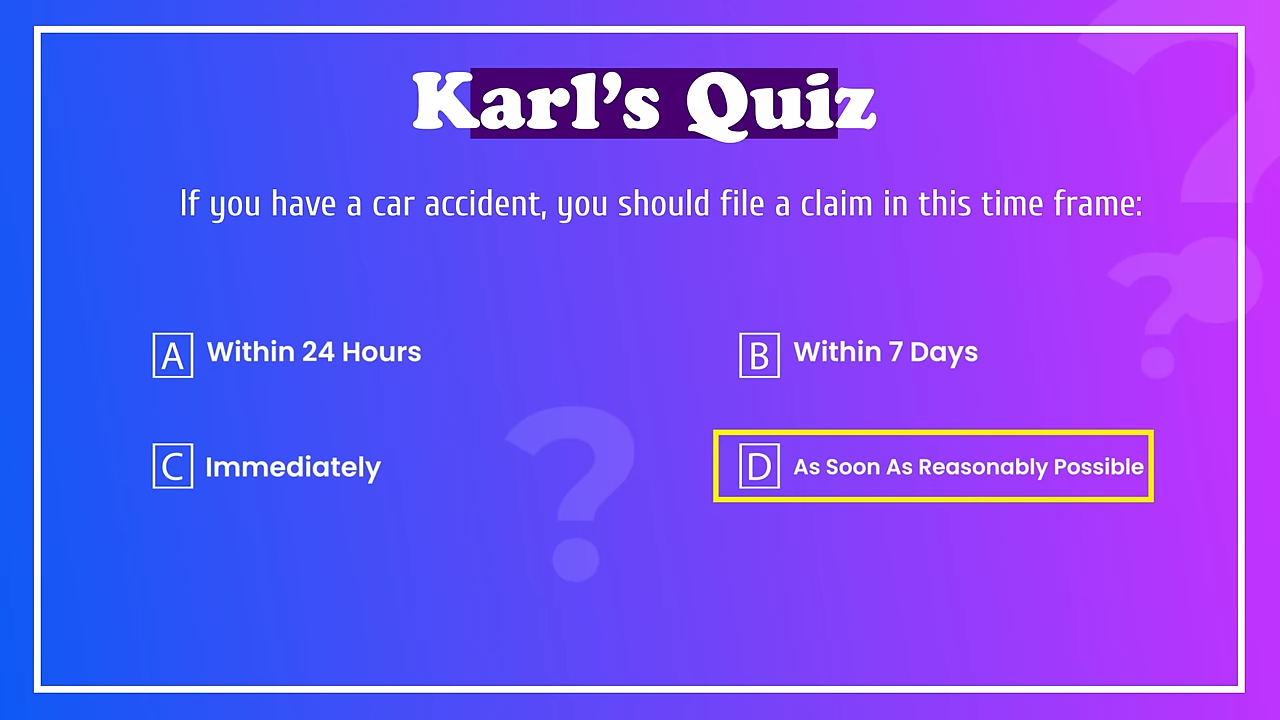 Karl’s Quiz
If you have a car accident, you should file a claim in this time frame:
A Within 24 Hours
B Within 7 Days
C Immediately
D As Soon As Reasonably Possible